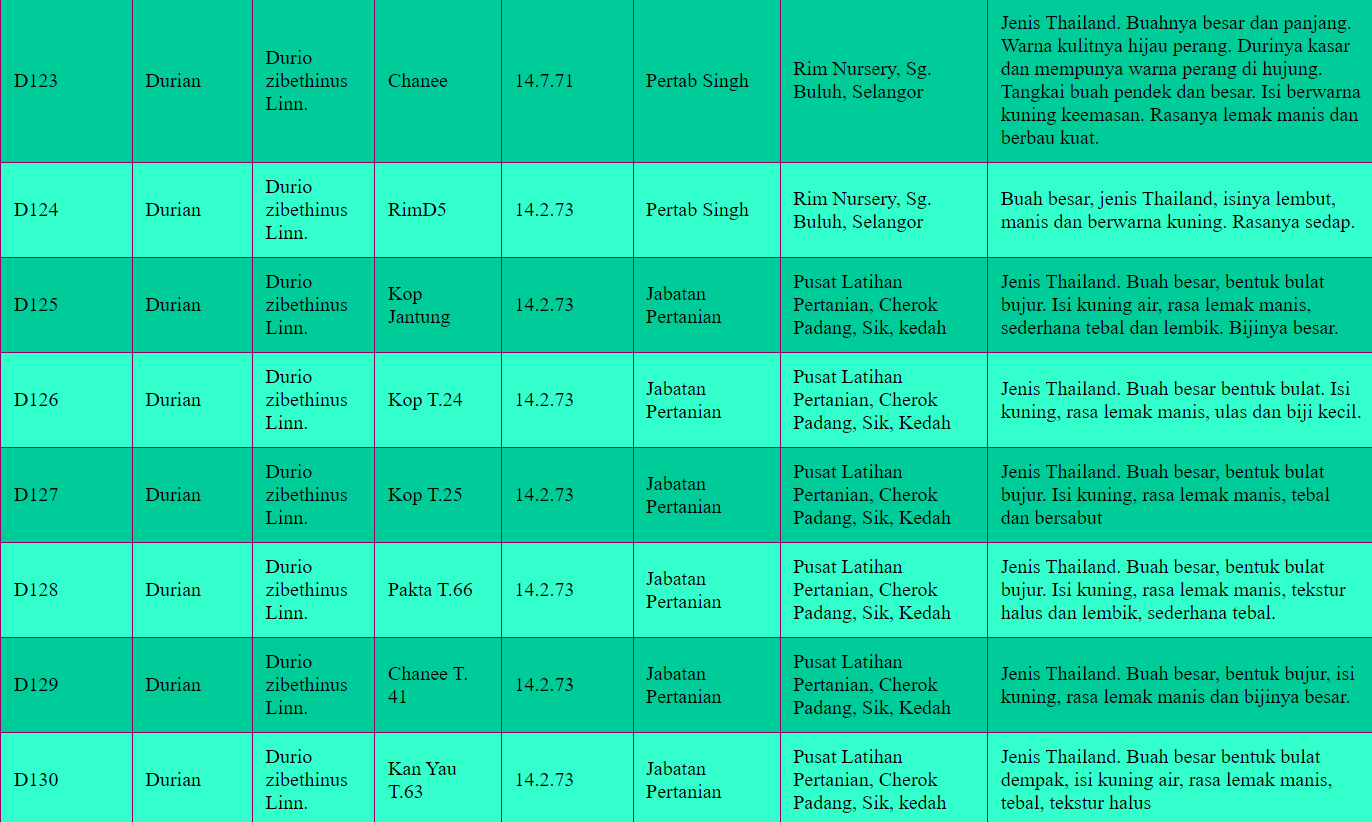 D123
Durian
Durio
zibethinus
Linn.
Chanee
14.7.71
Pertab Singh
Rim Nursery, Sg.
Buluh, Selangor
Jenis Thailand. Buahnya besar dan panjang.
Warna kulitnya hijau perang. Durinya kasar
dan mempunya warna perang di hujung.
Tangkai buah pendek dan besar. Isi berwarna
kuning keemasan. Rasanya lemak manis dan
berbau kuat.
D124
Durian
Durio
zibethinus
Linn.
RimD5
14.2.73
Pertab Singh
Rim Nursery, Sg.
Buluh, Selangor
Buah besar, jenis Thailand, isinya lembut,
manis dan berwarna kuning. Rasanya sedap.
D125
Durian
Durio
zibethinus
Linn.
Kop
Jantung
14.2.73
Jabatan
Pertanian
Pusat Latihan
Pertanian, Cherok
Padang, Sik, kedah
Jenis Thailand. Buah besar, bentuk bulat
bujur. Isi kuning air, rasa lemak manis,
sederhana tebal dan lembik. Bijinya besar.
D126
Durian
Durio
zibethinus
Linn.
Kop T.24
14.2.73
Jabatan
Pertanian
Pusat Latihan
Pertanian, Cherok
Padang, Sik, Kedah
Jenis Thailand. Buah besar bentuk bulat. Isi
kuning, rasa lemak manis, ulas dan biji kecil.
D127
Durian
Durio
zibethinus
Linn.
Kop T.25
14.2.73
Jabatan
Pertanian
Pusat Latihan
Pertanian, Cherok
Padang, Sik, Kedah
Jenis Thailand. Buah besar, bentuk bulat
bujur. Isi kuning, rasa lemak manis, tebal
dan bersabut
D128
Durian
Durio
zibethinus
Linn.
Pakta T.66
14.2.73
Jabatan
Pertanian
Pusat Latihan
Pertanian, Cherok
Padang, Sik, Kedah
Jenis Thailand. Buah besar, bentuk bulat
bujur. Isi kuning, rasa lemak manis, tekstur
halus dan lembik, sederhana tebal.
D129
Durian
Durio
zibethinus
Linn.
Chanee T.
41
14.2.73
Jabatan
Pertanian
Pusat Latihan
Pertanian, Cherok
Padang, Sik, Kedah
Jenis Thailand. Buah besar, bentuk bujur, isi
kuning, rasa lemak manis dan bijinya besar.
D130
Durian
Durio
zibethinus
Linn.
Kan Yau
T.63
14.2.73
Jabatan
Pertanian
Pusat Latihan
Pertanian, Cherok
Padang, Sik, kedah
Jenis Thailand. Buah besar bentuk bulat
dempak, isi kuning air, rasa lemak manis,
tebal, tekstur halus